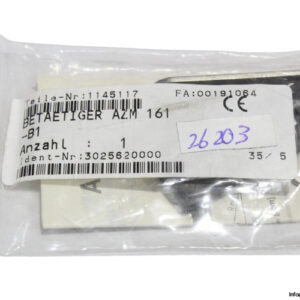 Teile-Nr:1145117 FA:00191064
BETAETIGER AZM 161
-B1
CE
Anzahl : 1
26203
Ident-Nr:3025620000
35/ 5